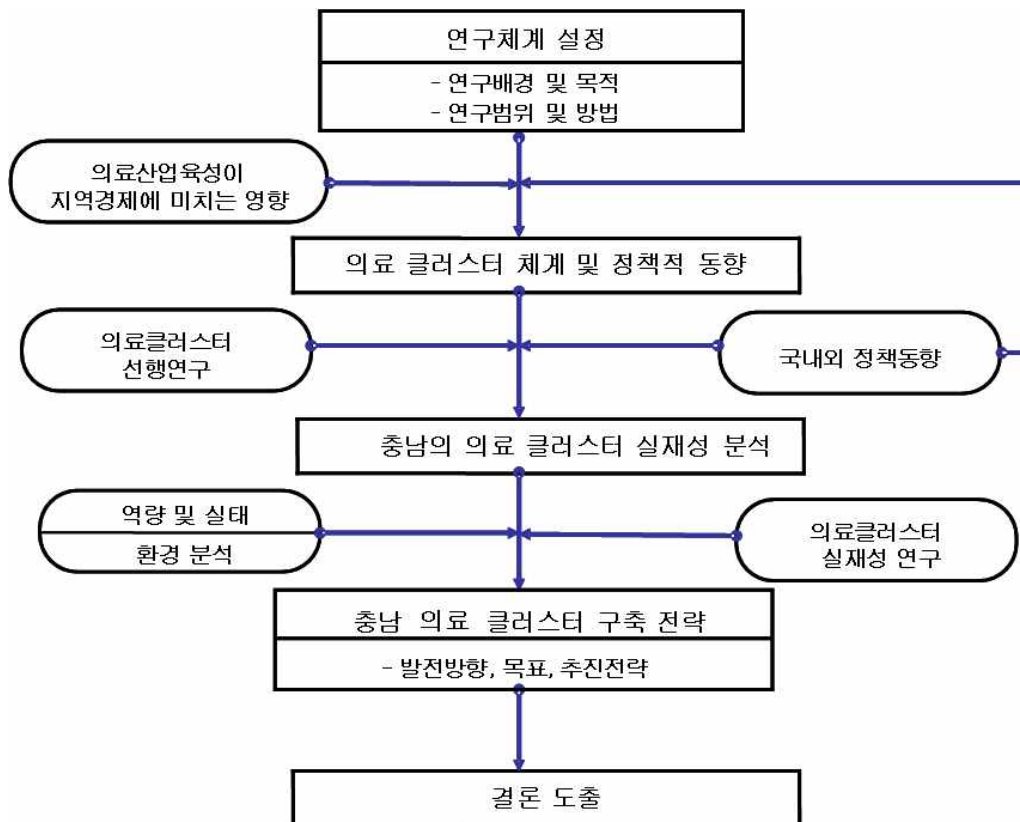 연구체계 설정
- 연구배경 및 목적
- 연구범위 및 방법
의료산업육성이
지역경제에 미치는 영향
의료 클러스터 체계 및 정책적 동향
의료클러스터
선행연구
국내외 정책동향
충남의 의료 클러스터 실재성 분석
역량 및 실태
환경 분석
의료클러스터
실재성 연구
충남 의료 클러스터 구축 전략
- 발전방향, 목표, 추진전략
결론 도출